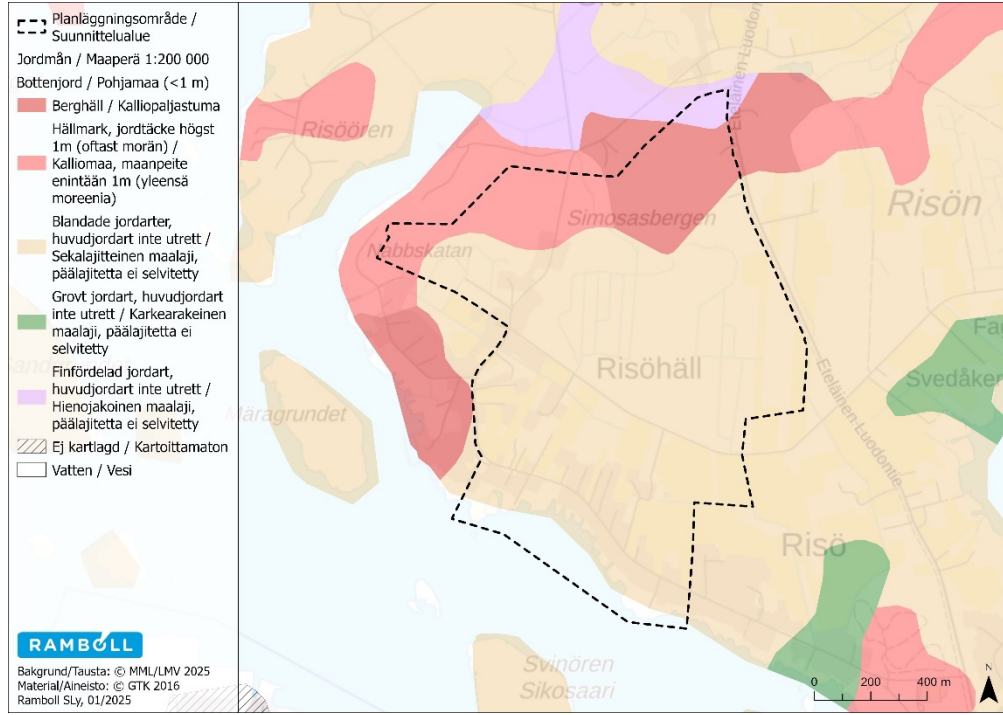 Planläggningsområde /
Suunnittelualue
Jordmån / Maaperä 1:200 000
Bottenjord / Pohjamaa (<1 m)
Berghäll / Kalliopaljastuma
Hällmark, jordtäcke högst
1m (oftast morän) /
Kalliomaa, maanpeite
enintään 1m (yleensä
moreenia)
Blandade jordarter,
huvudjordart inte utrett /
Sekalajitteinen maalaji,
päälajitetta ei selvitetty
Grovt jordart, huvudjordart
inte utrett / Karkearakeinen
maalaji, päälajitetta ei
selvitetty
Finfördelad jordart,
huvudjordart inte utrett /
Hienojakoinen maalaji,
päälajitetta ei selvitetty
Ej kartlagd / Kartoittamaton
Vatten / Vesi
RAMBOLL
Bakgrund/Tausta: © MML/LMV 2025
Material/Aineisto: © GTK 2016
Ramboll SLy, 01/2025
Risöören
Eteläinen Luodontie
Risön
Simosasbergen
Nabbskatan
Risöhäll
Märagrundet
Svedåker
Eteläinen Luodontie
Risö
Svinören
Sikosaari
0 200 400 m
N